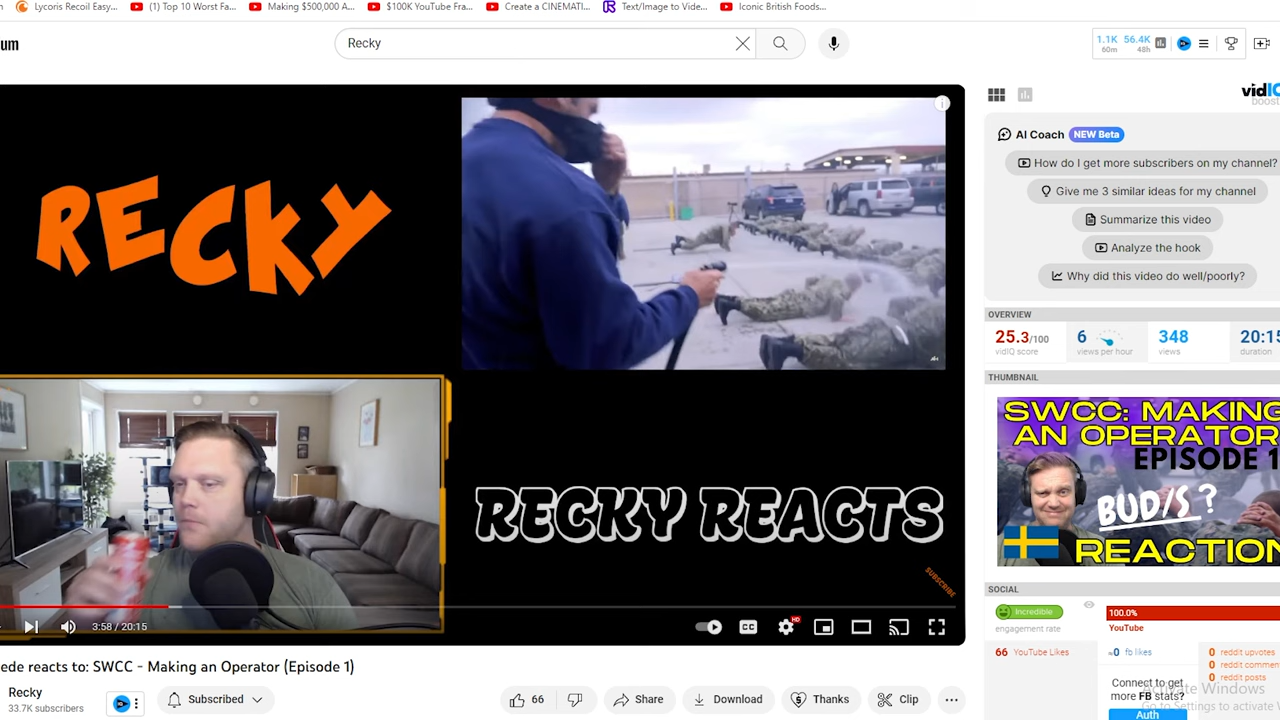 Lycoris Recoil Easy...
(1) Top 10 Worst Fa...
Making $500,000 A...
$100K YouTube Fra...
Create a CINEMATI...
Text/Image to Vide...
Iconic British Foods...
um
Recky
1.1K 56.4K
60m 48h
RECKY
RECKY REACTS
SUBSCRIBE
3:58 / 20:15
CC
HD
ede reacts to: SWCC - Making an Operator (Episode 1)
Recky
33.7K subscribers
Subscribed
66
Share
Download
Thanks
Clip
vidIQ
boost
AI Coach NEW Beta
How do I get more subscribers on my channel?
Give me 3 similar ideas for my channel
Summarize this video
Analyze the hook
Why did this video do well/poorly?
OVERVIEW
25.3/100
vidIQ score
6
views per hour
348
views
20:15
duration
THUMBNAIL
SWCC: MAKING
AN OPERATOR
EPISODE 1
BUD/S?
REACTION
SOCIAL
Incredible
engagement rate
100.0%
YouTube
66 YouTube Likes
0 fb likes
0 reddit upvotes
0 reddit commen
0 reddit posts
Connect to get
more FB stats?
Auth
Activate Windows
Go to Settings to activate